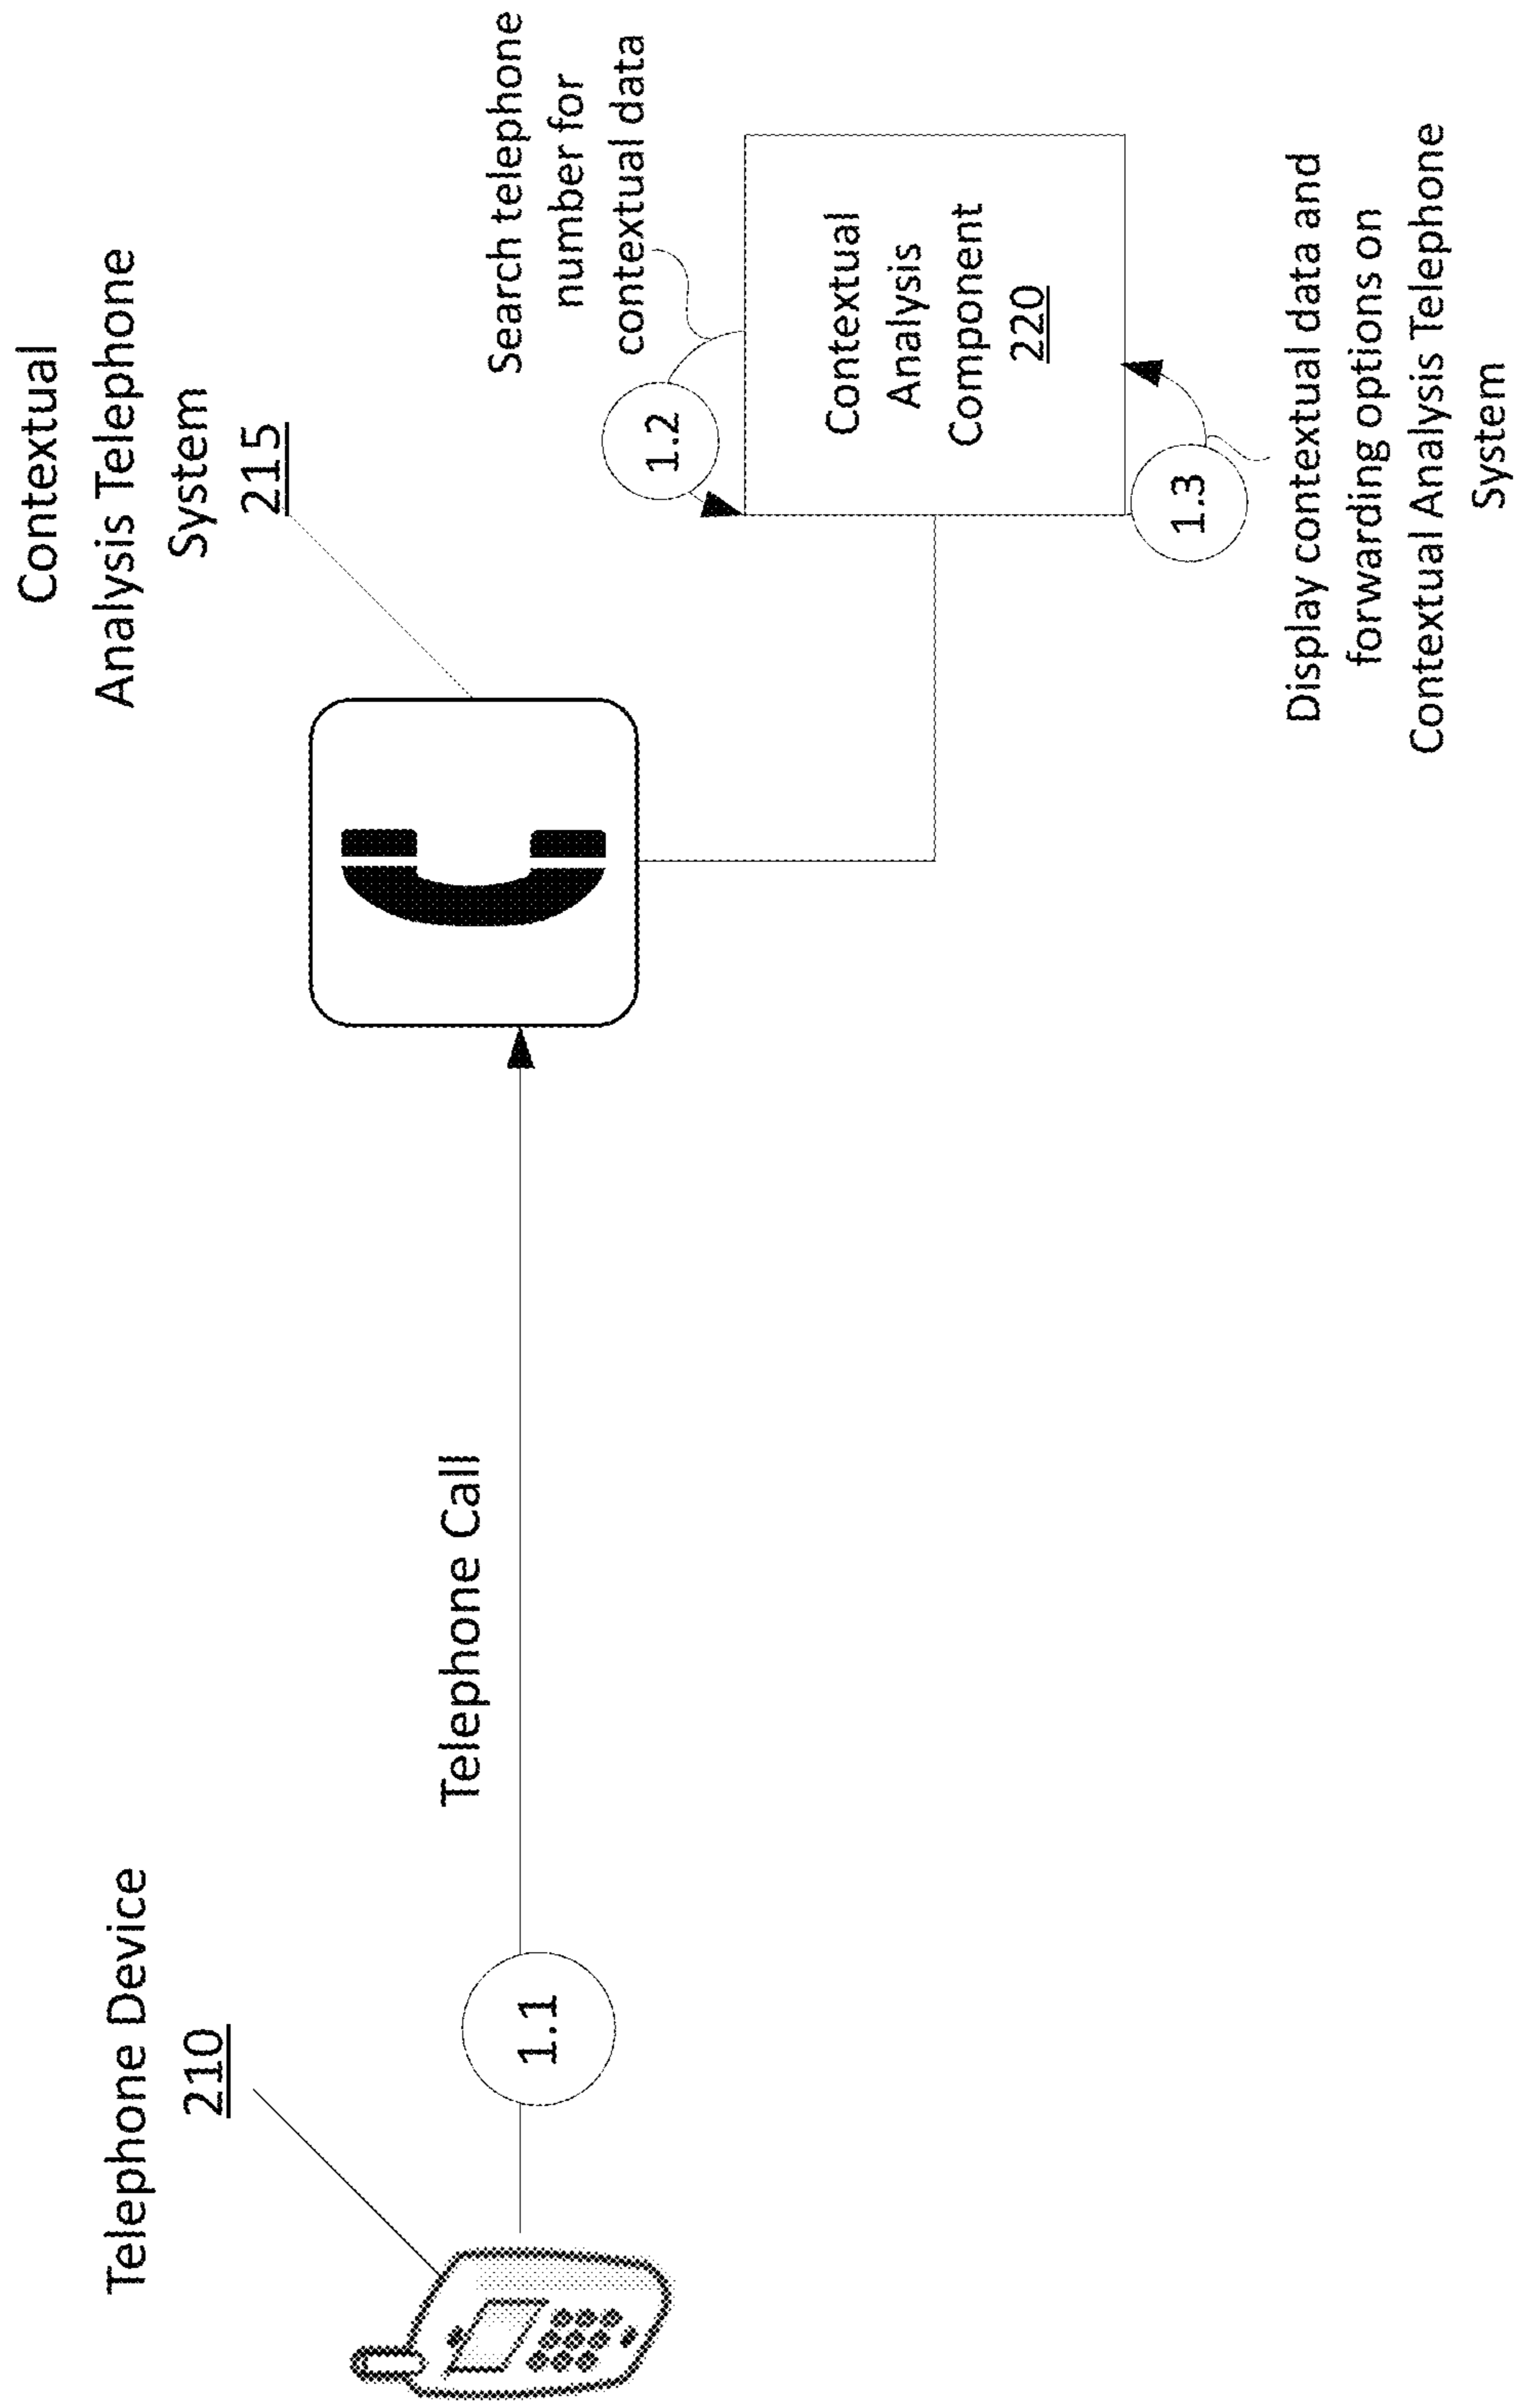 Telephone Device
210
1.1
Telephone Call
Contextual
Analysis Telephone
System
215
Search telephone
number for
contextual data
1.2
Contextual
Analysis
Component
220
1.3
Display contextual data and
forwarding options on
Contextual Analysis Telephone
System